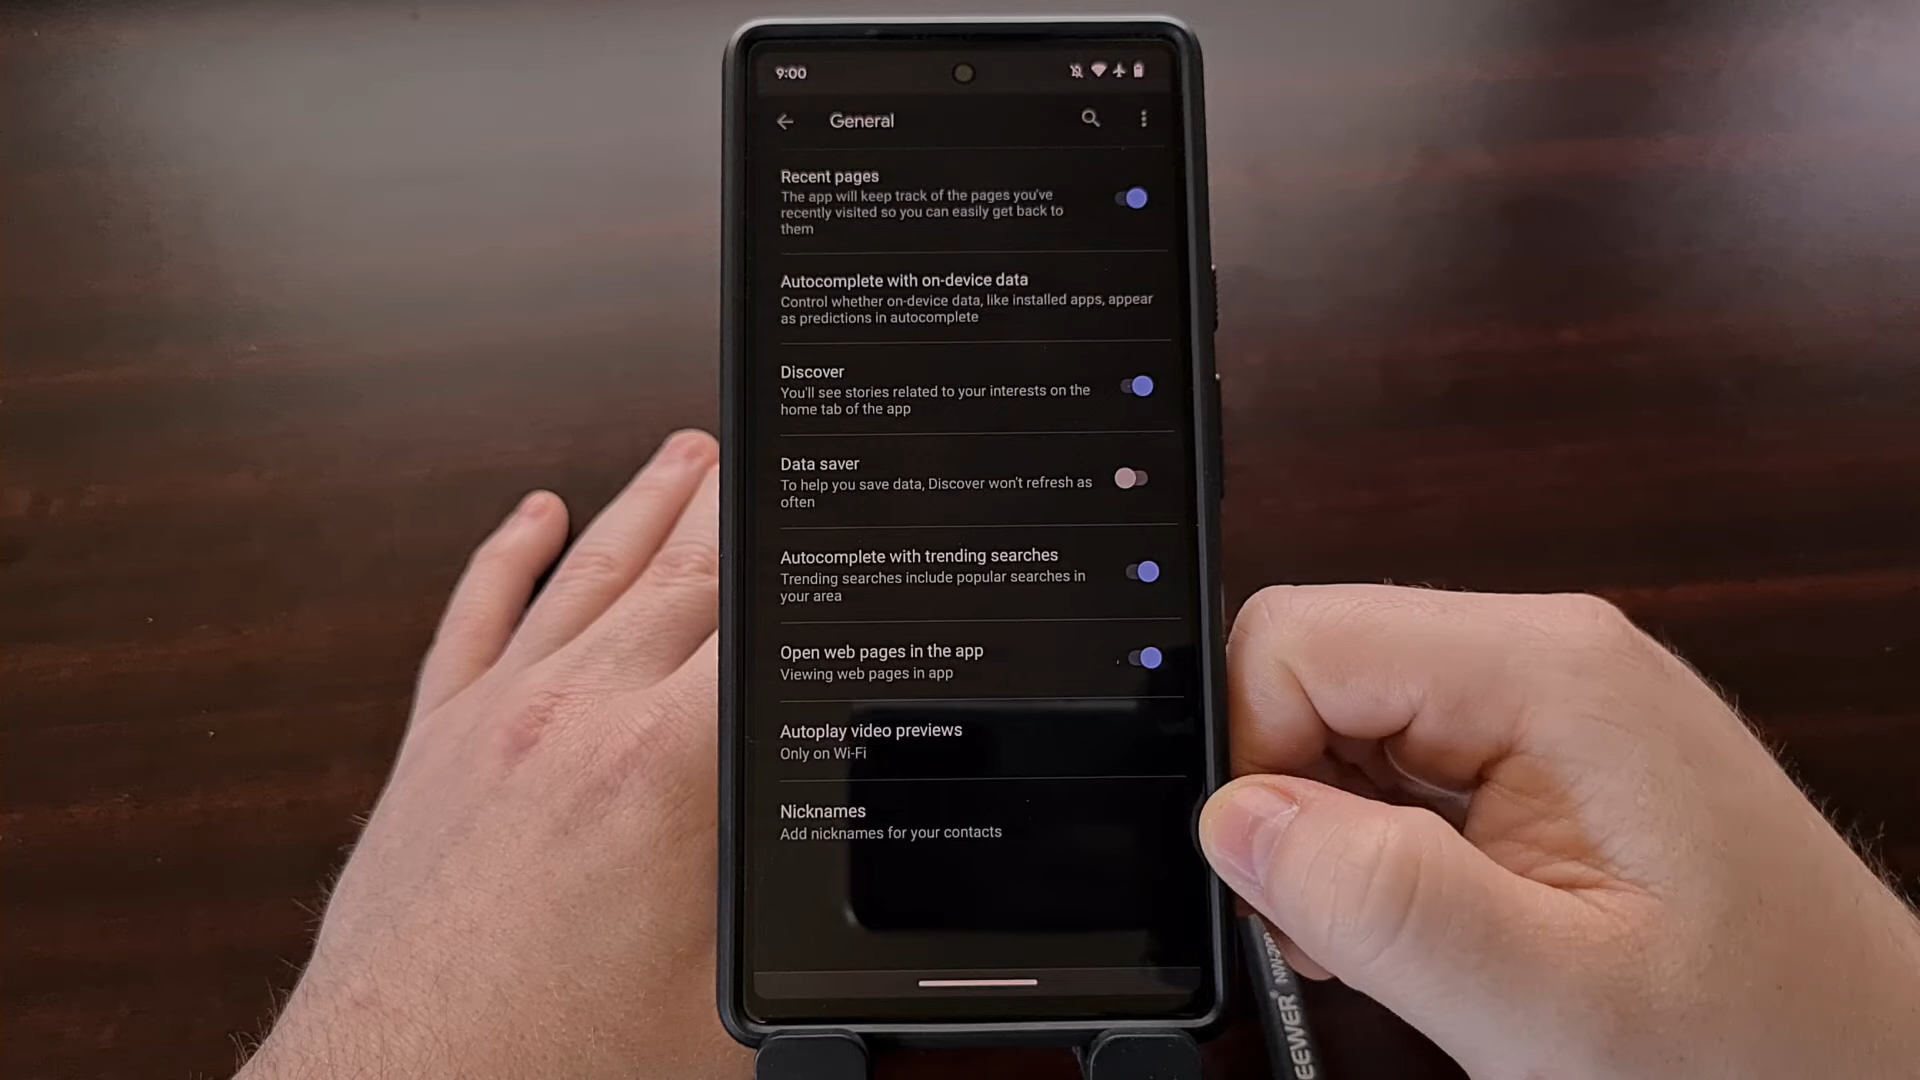 9:00
General
Recent pages
The app will keep track of the pages you've
recently visited so you can easily get back to
them
Autocomplete with on-device data
Control whether on-device data, like installed apps, appear
as predictions in autocomplete
Discover
You'll see stories related to your interests on the
home tab of the app
Data saver
To help you save data, Discover won't refresh as
often
Autocomplete with trending searches
Trending searches include popular searches in
your area
Open web pages in the app
Viewing web pages in app
Autoplay video previews
Only on Wi-Fi
Nicknames
Add nicknames for your contacts